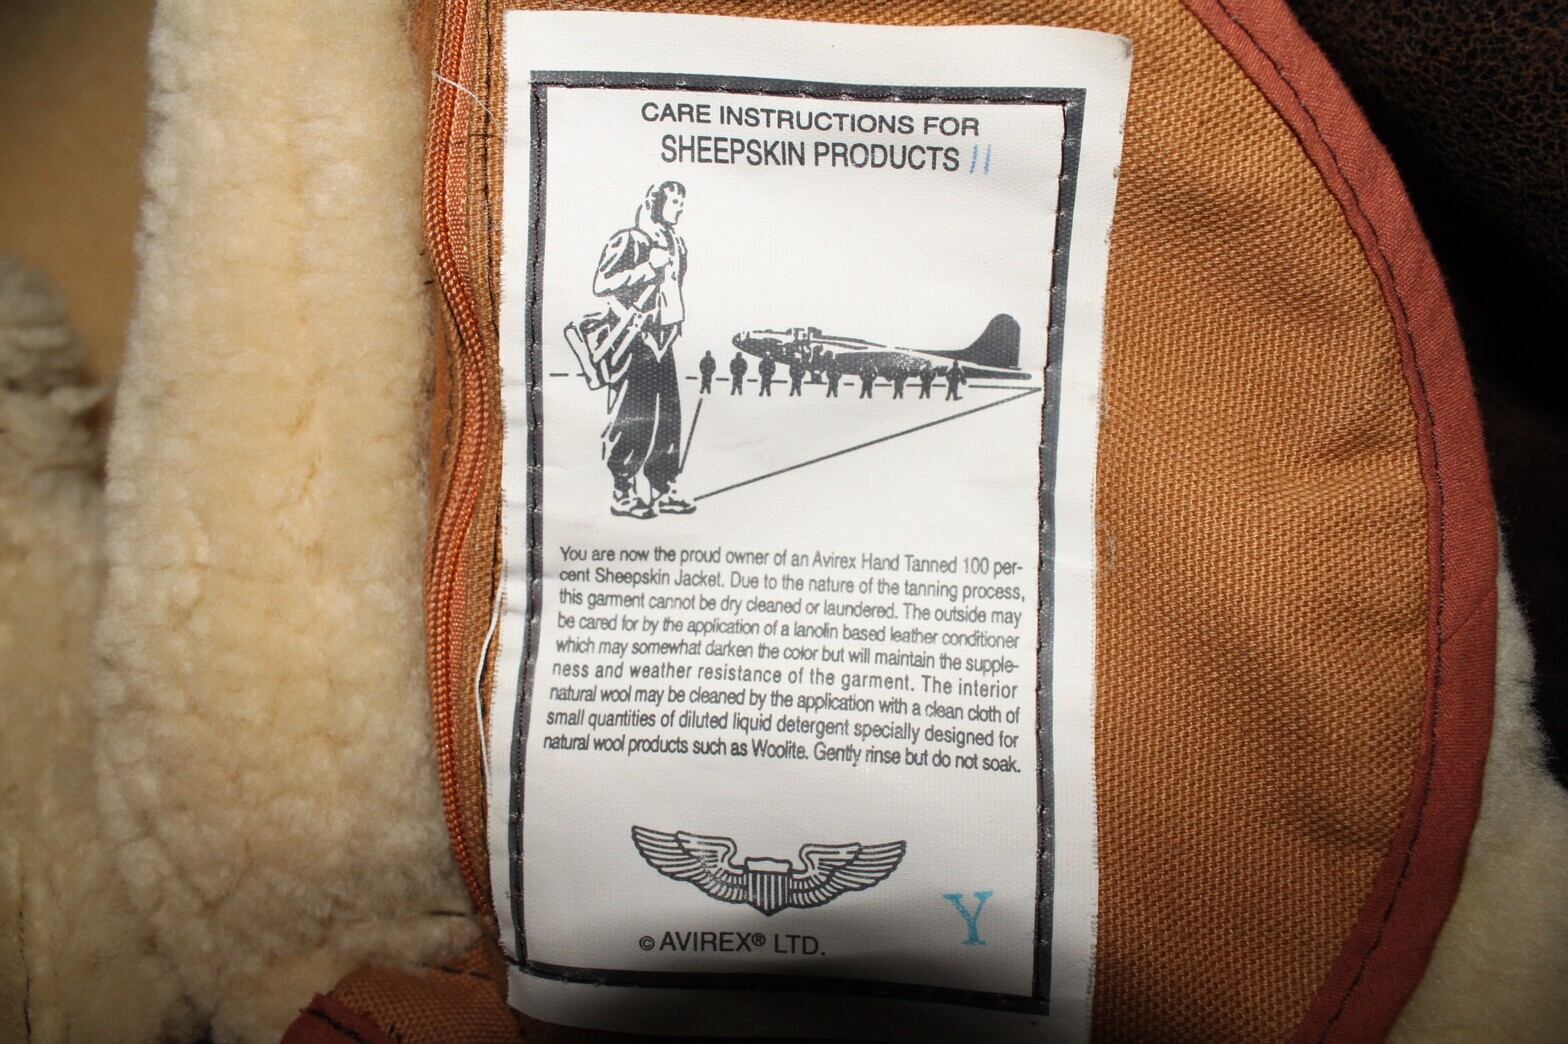 CARE INSTRUCTIONS FOR
SHEEPSKIN PRODUCTS 11
You are now the proud owner of an Avirex Hand Tanned 100 per-
cent Sheepskin Jacket. Due to the nature of the tanning process,
this garment cannot be dry cleaned or laundered. The outside may
be cared for by the application of a lanolin based leather conditioner
which may somewhat darken the color but will maintain the supple-
ness and weather resistance of the garment. The interior
natural wool may be cleaned by the application with a clean cloth of
small quantities of diluted liquid detergent specially designed for
natural wool products such as Woolite. Gently rinse but do not soak.
Y
© AVIREX® LTD.